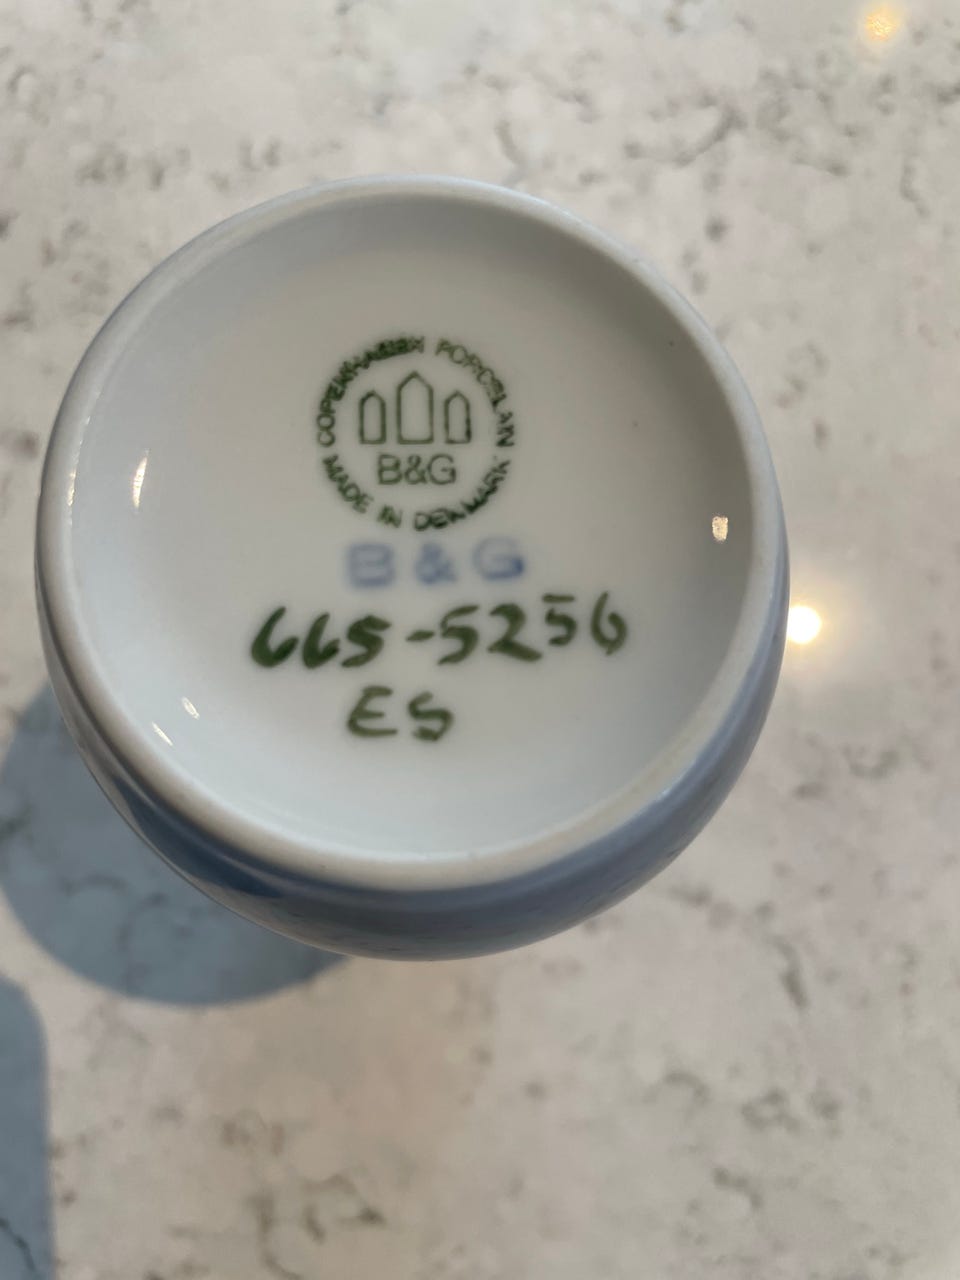 COPENHAGEN PORCELAIN
B&G
MADE IN DENMARK
B & G
665-5256
ES